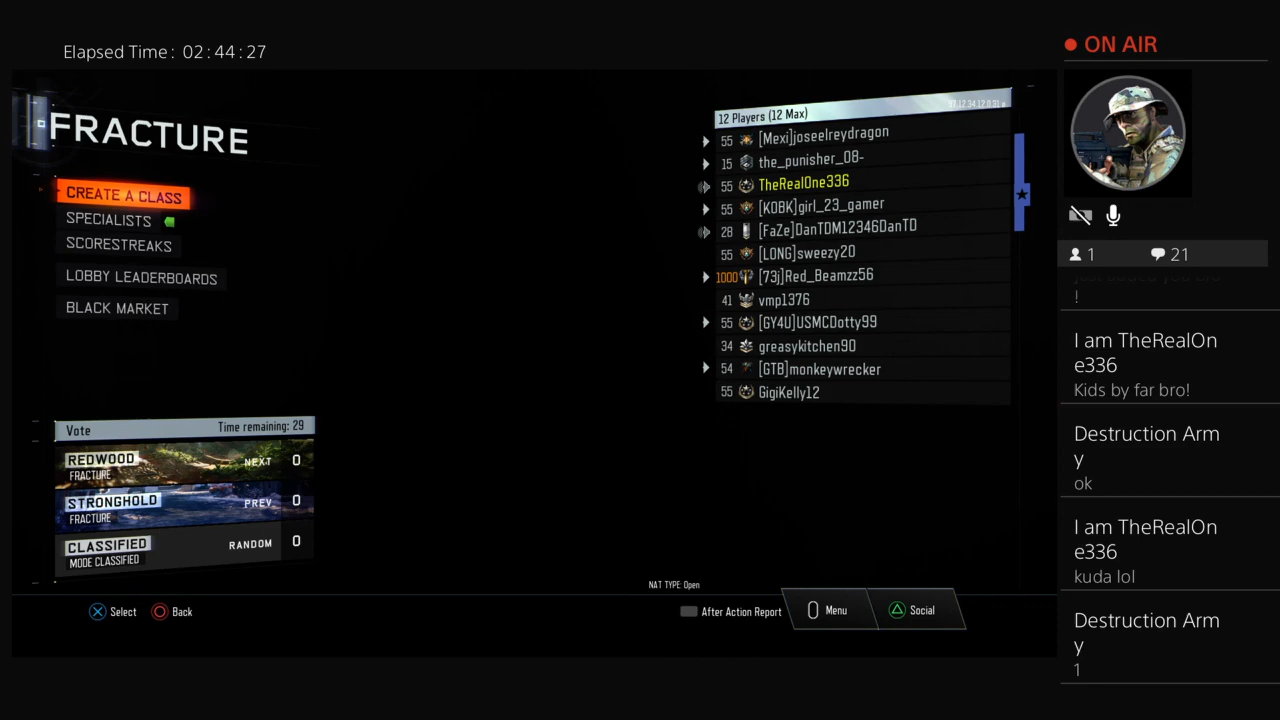 Elapsed Time: 02:44:27
ON AIR
FRACTURE
CREATE A CLASS
SPECIALISTS
SCORESTREAKS
LOBBY LEADERBOARDS
BLACK MARKET
12 Players (12 Max)
55 [Mexi]joseelreydragon
15 the_punisher_08-
55 TheRealOne336
55 [KOBK]girl_23_gamer
28 [FaZe]DanTDM12346DanTD
55 [LONG]sweezy20
1000 [73j]Red_Beamzz56
41 vmp1376
55 [GY4U]USMCDotty99
34 greasykitchen90
54 [GTB]monkeywrecker
55 GigiKelly12
Vote Time remaining: 29
REDWOOD NEXT 0
FRACTURE
STRONGHOLD PREV 0
FRACTURE
CLASSIFIED RANDOM 0
MODE CLASSIFIED
NAT TYPE: Open
Select Back After Action Report Menu Social
1 21
!
I am TheRealOn
e336
Kids by far bro!
Destruction Arm
y
ok
I am TheRealOn
e336
kuda lol
Destruction Arm
y
1